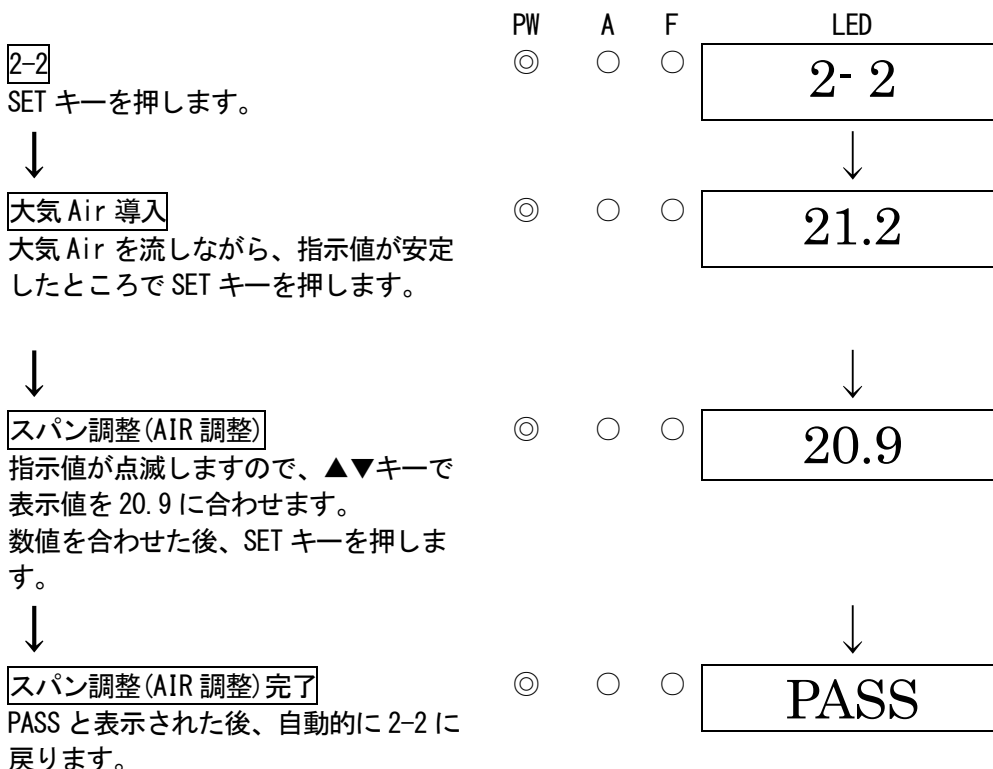 PW A F LED
2-2 ◎ ○ ○ 2- 2
SET キーを押します。
↓ ↓
大気 Air 導入 ◎ ○ ○ 21.2
大気 Air を流しながら、指示値が安定
したところで SET キーを押します。
↓ ↓
スパン調整(AIR 調整) ◎ ○ ○ 20.9
指示値が点滅しますので、▲▼キーで
表示値を 20.9 に合わせます。
数値を合わせた後、SET キーを押しま
す。
↓ ↓
スパン調整(AIR 調整)完了 ◎ ○ ○ PASS
PASS と表示された後、自動的に 2-2 に
戻ります。